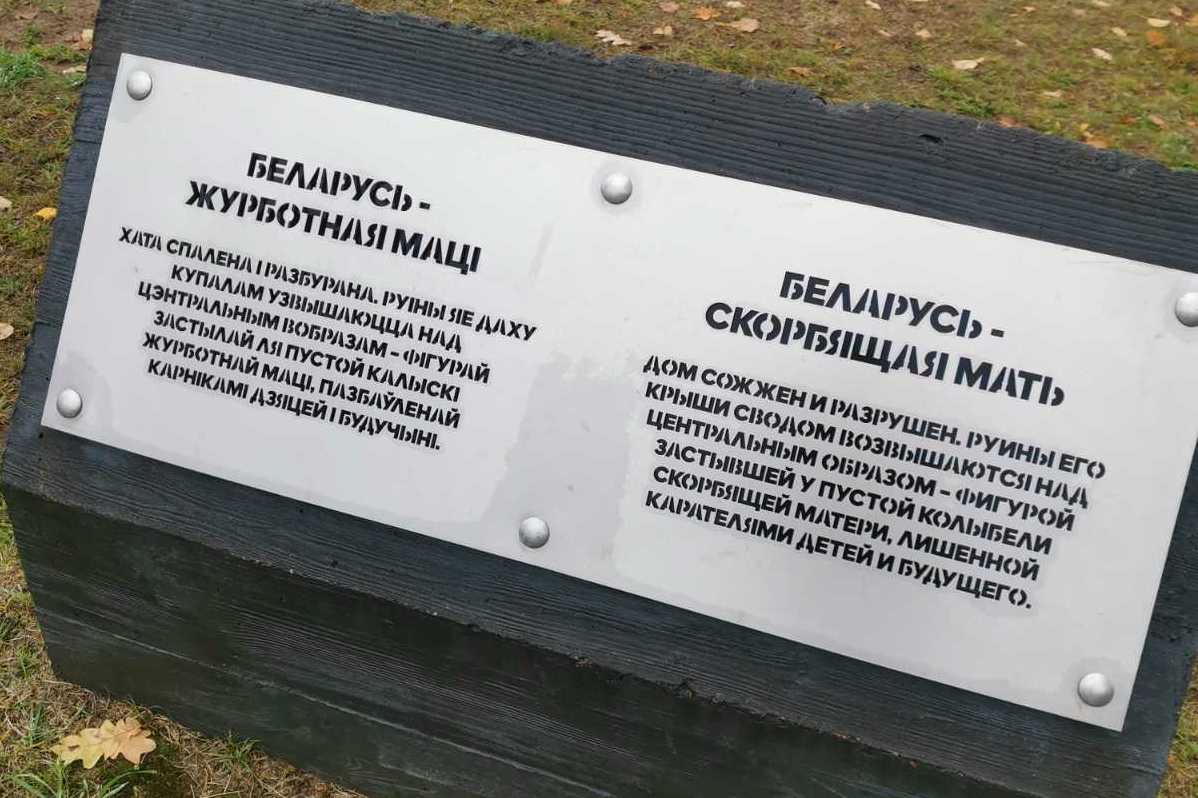 БЕЛАРУСЬ -
ЖУРБОТНАЯ МАЦІ
ХАТА СПАЛЕНА І РАЗБУРАНА. РУІНЫ ЯЕ ДАХУ
КУПАЛАМ УЗВЫШАЮЦЦА НАД
ЦЭНТРАЛЬНЫМ ВОБРАЗАМ - ФІГУРАЙ
ЗАСТЫЛАЙ ЛЯ ПУСТОЙ КАЛЫСКІ
ЖУРБОТНАЙ МАЦІ, ПАЗБАЎЛЕНАЙ
КАРНІКАМІ ДЗЯЦЕЙ І БУДУЧЫНІ.
БЕЛАРУСЬ -
СКОРБЯЩАЯ МАТЬ
ДОМ СОЖЖЕН И РАЗРУШЕН. РУИНЫ ЕГО
КРЫШИ СВОДОМ ВОЗВЫШАЮТСЯ НАД
ЦЕНТРАЛЬНЫМ ОБРАЗОМ - ФИГУРОЙ
ЗАСТЫВШЕЙ У ПУСТОЙ КОЛЫБЕЛИ
СКОРБЯЩЕЙ МАТЕРИ, ЛИШЕННОЙ
КАРАТЕЛЯМИ ДЕТЕЙ И БУДУЩЕГО.